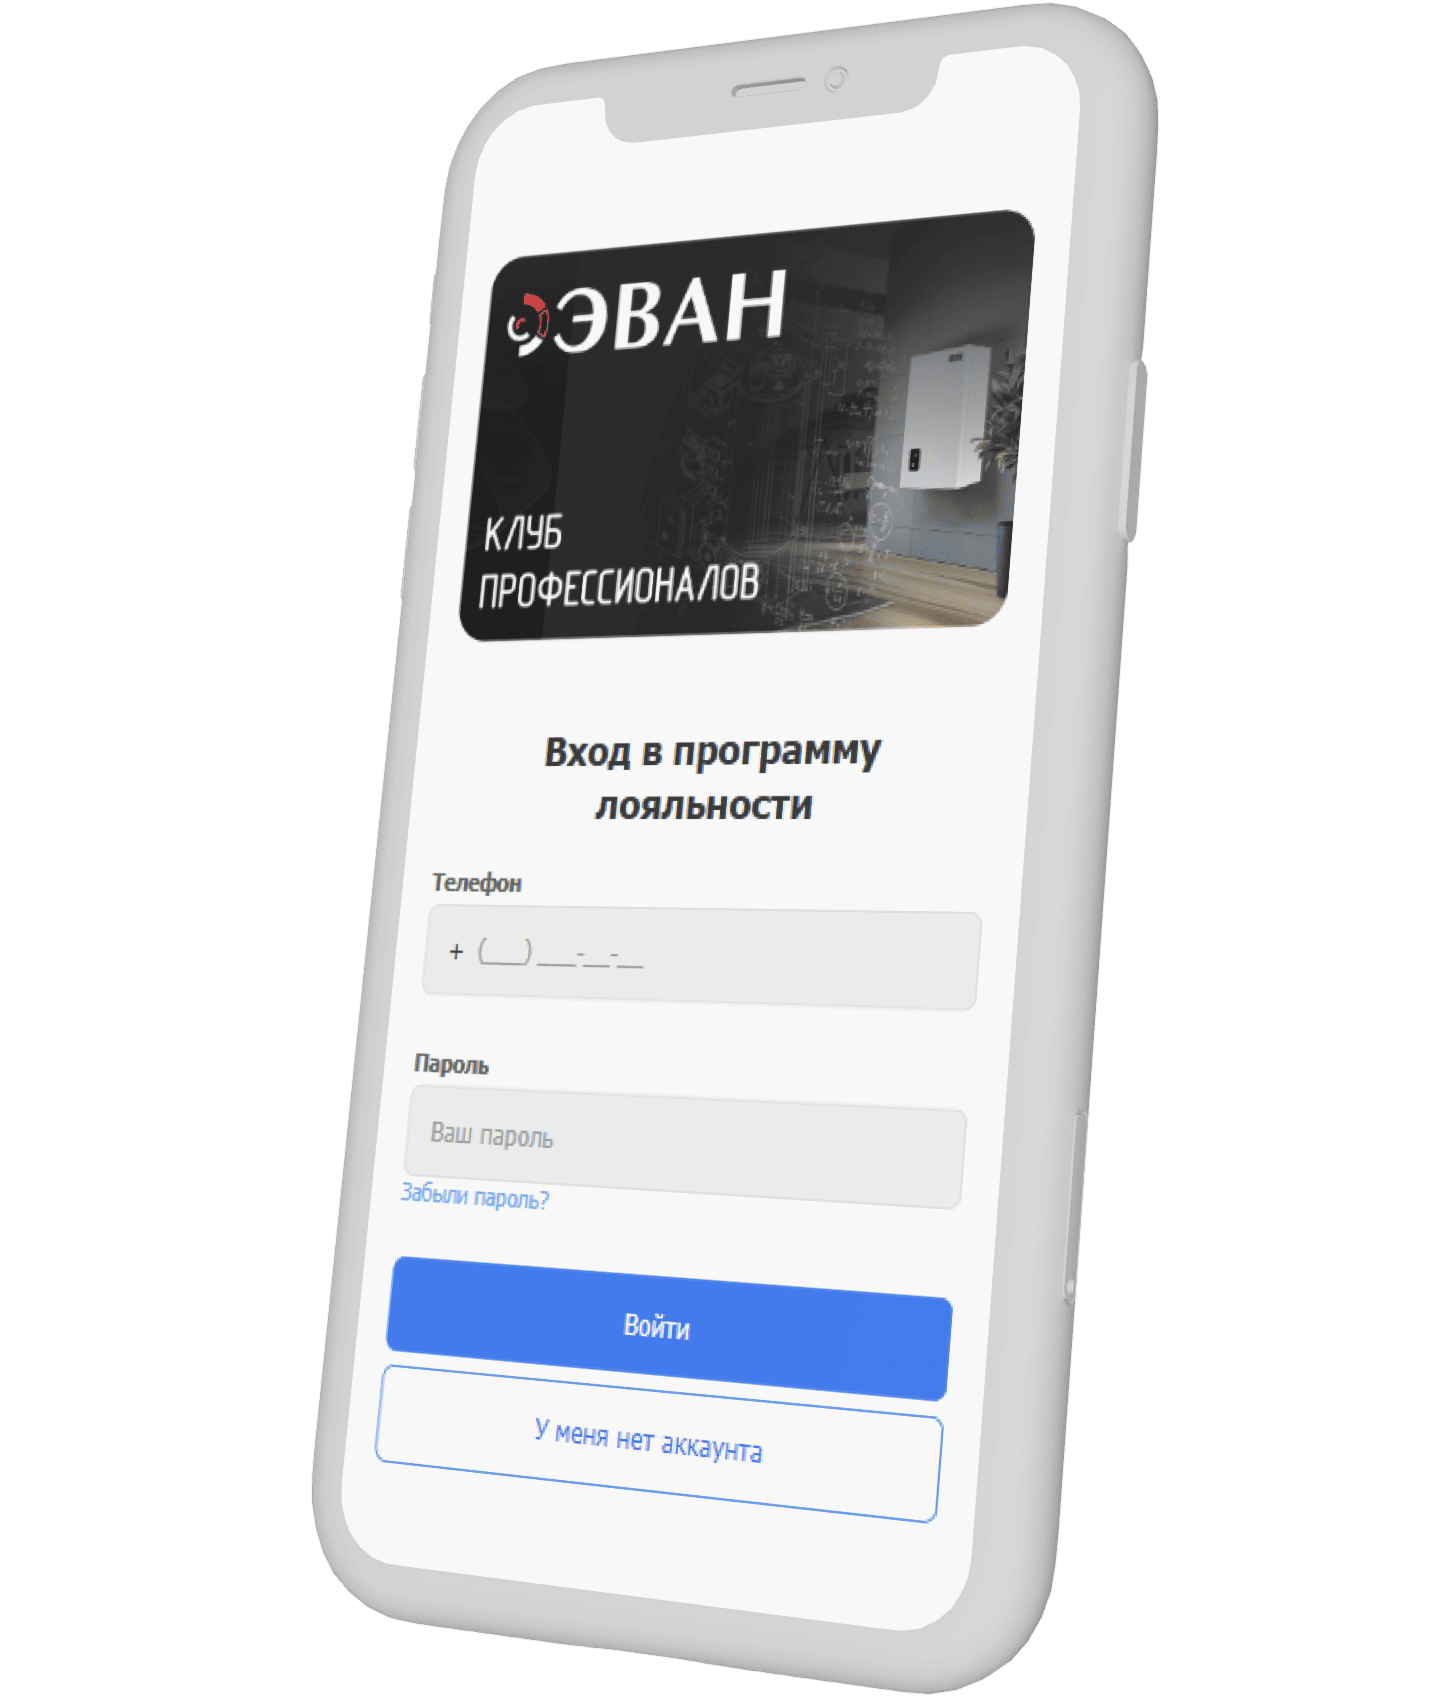 ЭВАН
КЛУБ
ПРОФЕССИОНАЛОВ
Вход в программу
лояльности
Телефон
+ (___) ___-__-__
Пароль
Ваш пароль
Забыли пароль?
Войти
У меня нет аккаунта